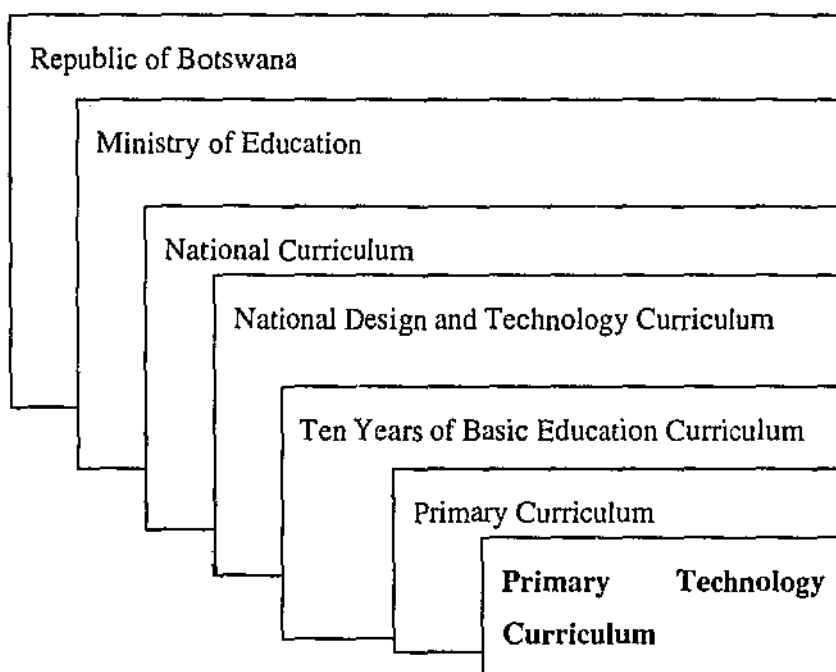 Republic of Botswana
Ministry of Education
National Curriculum
National Design and Technology Curriculum
Ten Years of Basic Education Curriculum
Primary Curriculum
Primary Technology
Curriculum